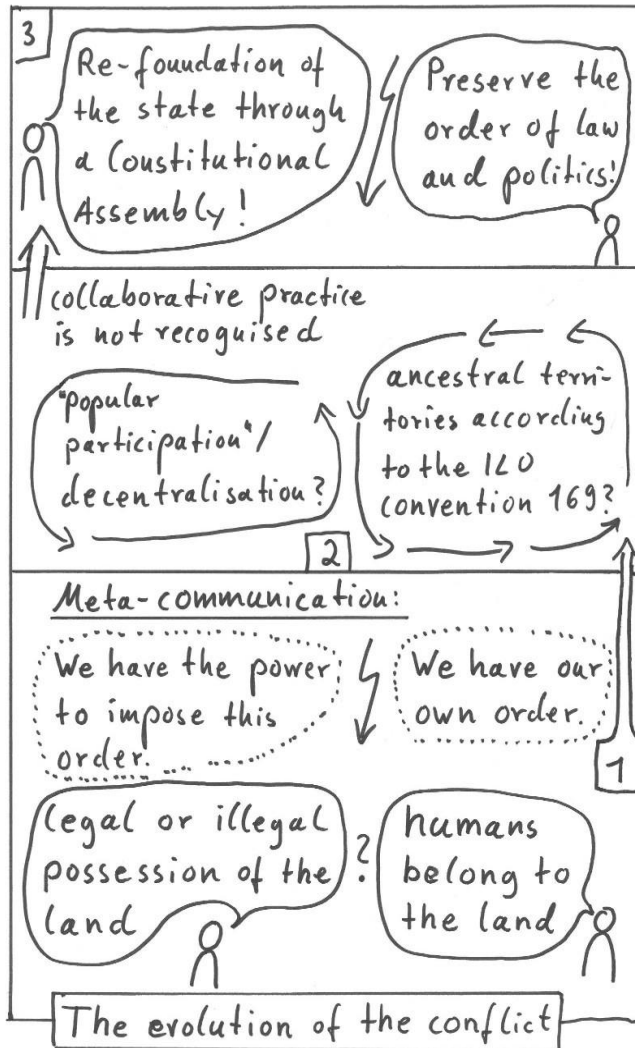 3
Re-foundation of
the state through
a Constitutional
Assembly!
Preserve the
order of law
and politics!
collaborative practice
is not recognised
"popular
participation"/
decentralisation?
ancestral terri-
tories according
to the ILO
convention 169?
2
Meta-communication:
We have the power
to impose this
order.
We have our
own order.
1
legal or illegal
possession of the
land
?
humans
belong to
the land
The evolution of the conflict